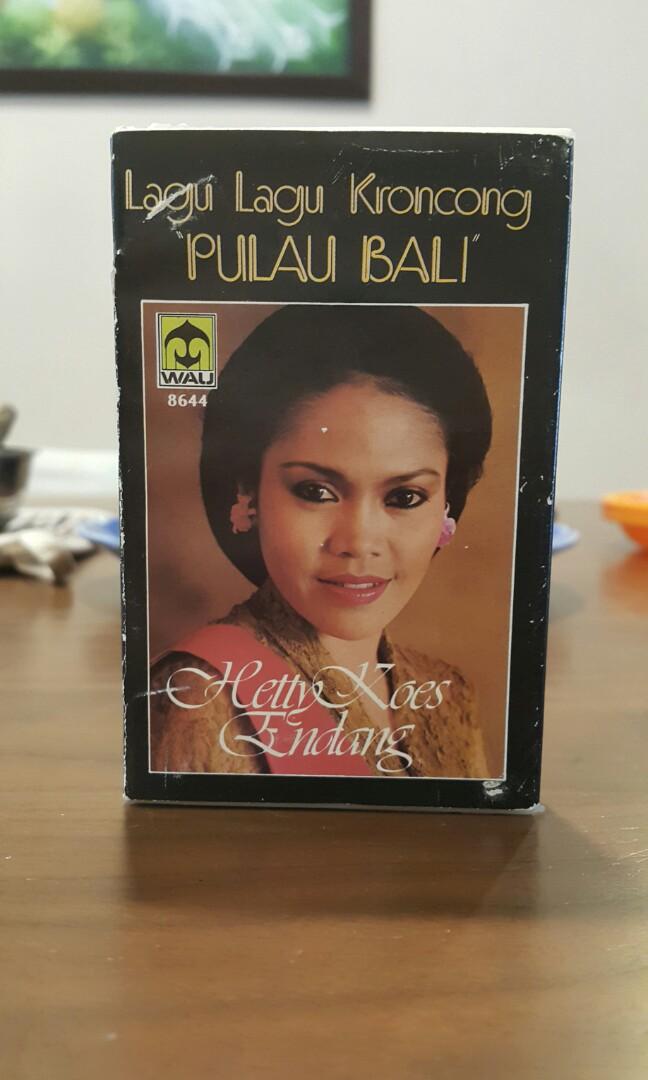 Lagu Lagu Kroncong
"PULAU BALI"
WAU
8644
Hetty Koes
Endang